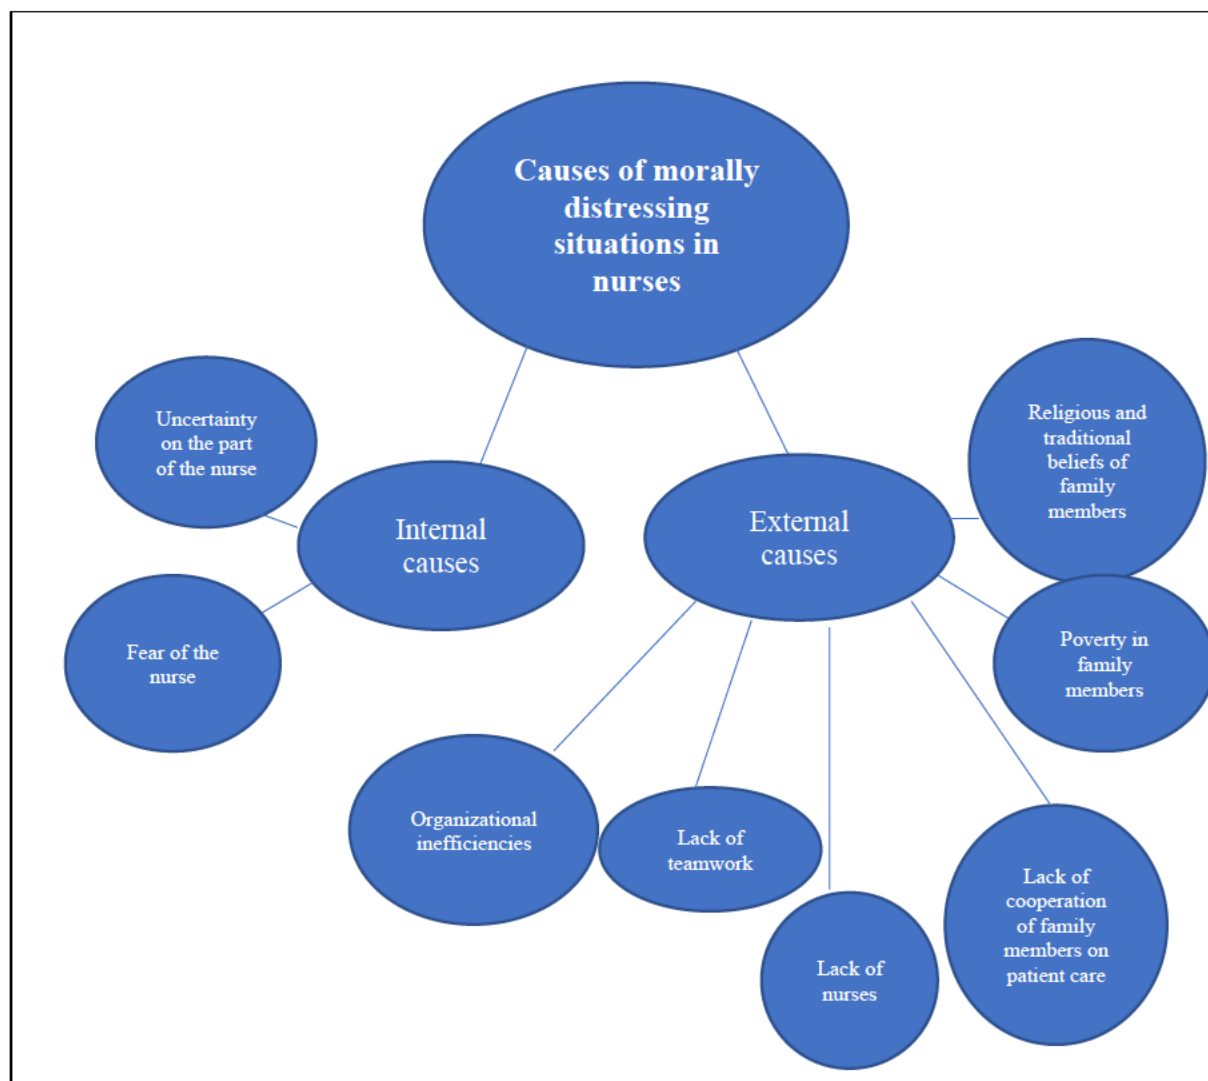 Causes of morally
distressing
situations in
nurses
Uncertainty
on the part
of the nurse
Internal
causes
Fear of the
nurse
External
causes
Religious and
traditional
beliefs of
family
members
Poverty in
family
members
Organizational
inefficiencies
Lack of
teamwork
Lack of
nurses
Lack of
cooperation
of family
members on
patient care